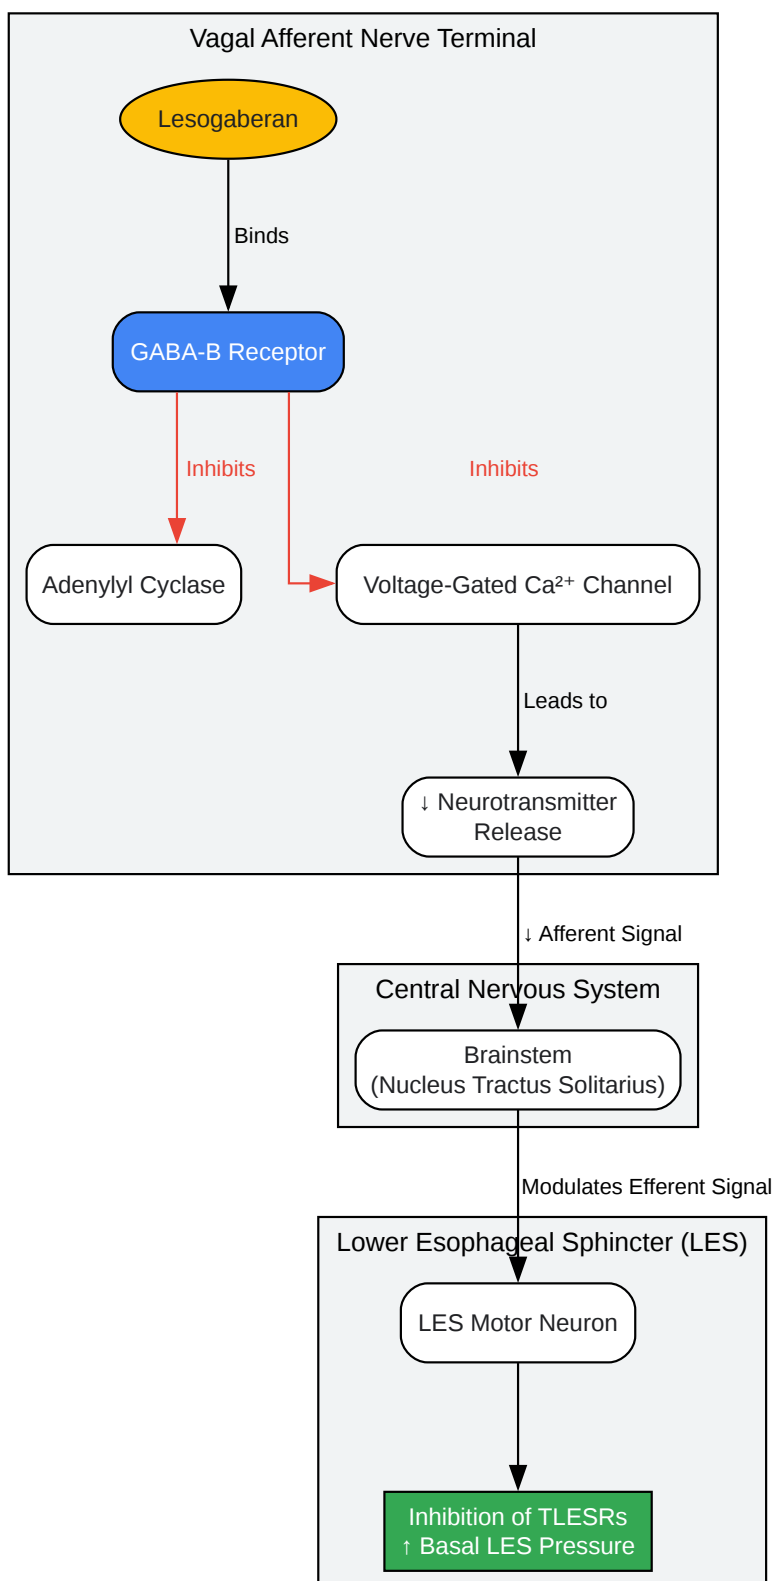 Vagal Afferent Nerve Terminal
Lesogaberan
Binds
GABA-B Receptor
Inhibits
Inhibits
Adenylyl Cyclase
Voltage-Gated Ca²⁺ Channel
Leads to
↓ Neurotransmitter
Release
↓ Afferent Signal
Central Nervous System
Brainstem
(Nucleus Tractus Solitarius)
Modulates Efferent Signal
Lower Esophageal Sphincter (LES)
LES Motor Neuron
Inhibition of TLESRs
↑ Basal LES Pressure